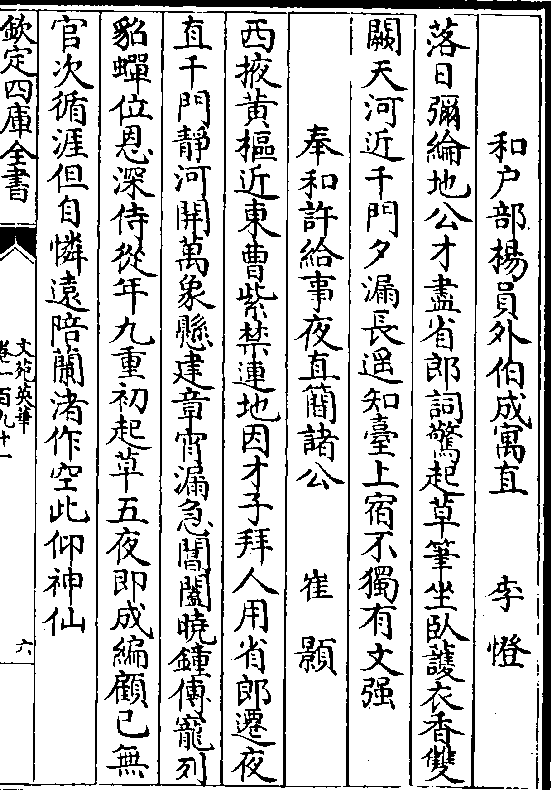 和户部楊員外伯成寓直　李憕
落日彌綸地公才盡省郎詞驚起草筆坐臥護衣香雙
闕天河近千門夕漏長遥知臺上宿不獨有文强
奉和許給事夜直簡諸公　崔顥
西掖黄樞近東曹紫禁連地因才子拜人用省郎遷夜
直千門靜河開萬象懸建章宵漏急閶闔曉鐘傳寵列
貂蟬位恩深侍從年九重初起草五夜即成編顧己無
官次循涯但自憐遠陪蘭渚作空此仰神仙
欽定四庫全書
文苑英華
卷一百九十一
六